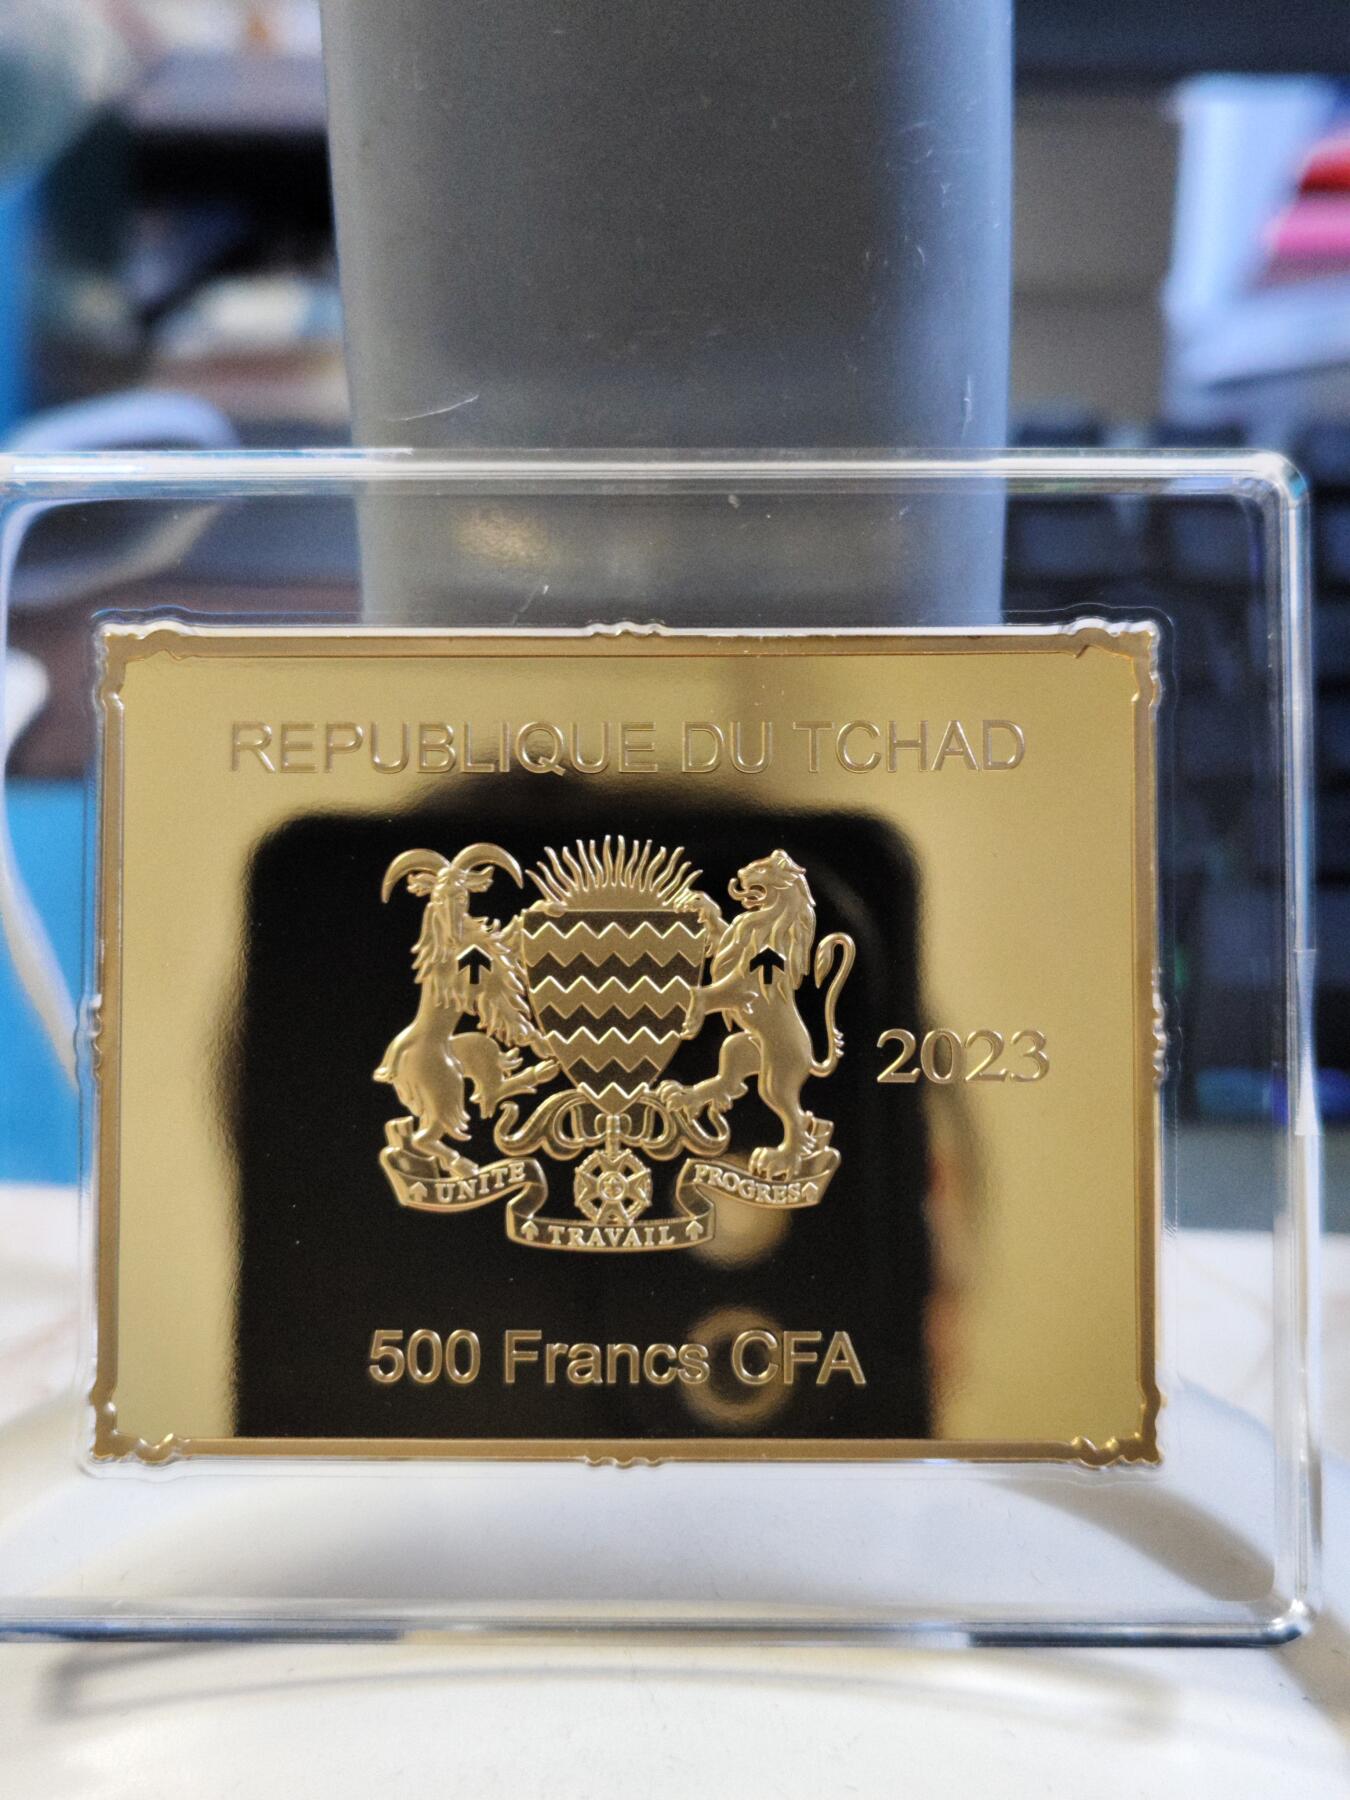 REPUBLIQUE DU TCHAD
2023
UNITE
TRAVAIL
PROGRES
500 Francs CFA